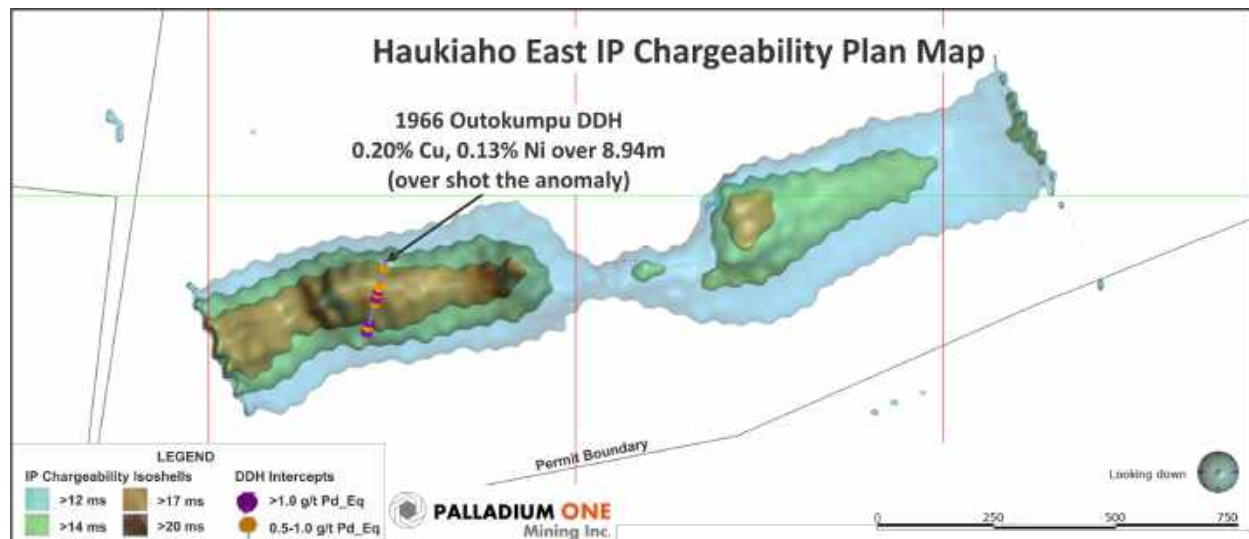 Haukiaho East IP Chargeability Plan Map
1966 Outokumpu DDH
0.20% Cu, 0.13% Ni over 8.94m
(over shot the anomaly)
Permit Boundary
LEGEND
IP Chargeability Isoshells
>12 ms
>17 ms
>14 ms
>20 ms
DDH Intercepts
>1.0 g/t Pd_Eq
0.5-1.0 g/t Pd_Eq
PALLADIUM ONE
Mining Inc.
Looking down
0 250 500 750